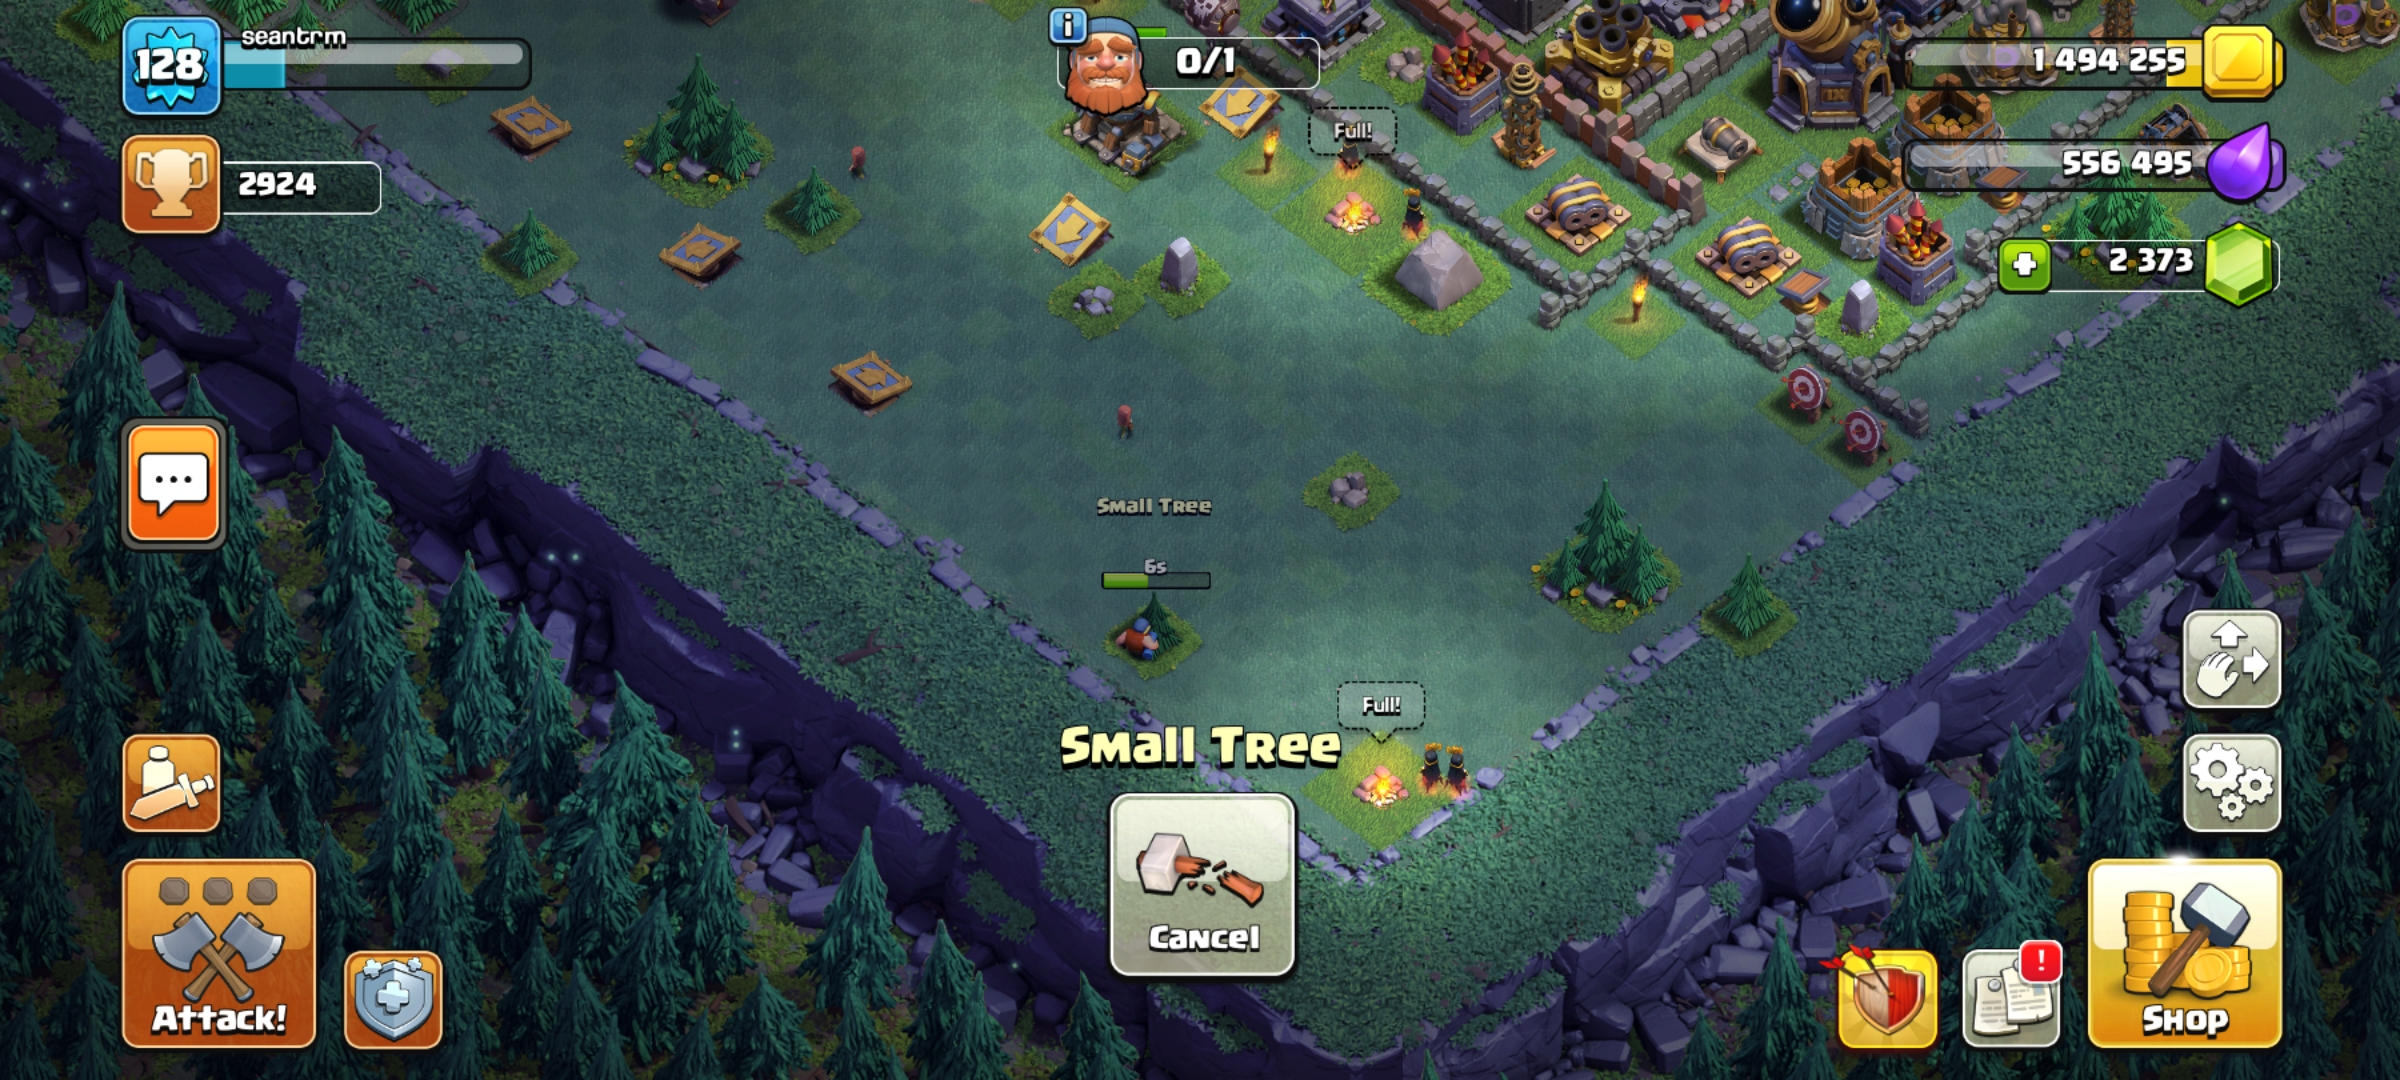 128
seantrm
0/1
1 494 255
Full!
556 495
2924
2 373
Small Tree
6s
Full!
Small Tree
Cancel
Attack!
!
Shop